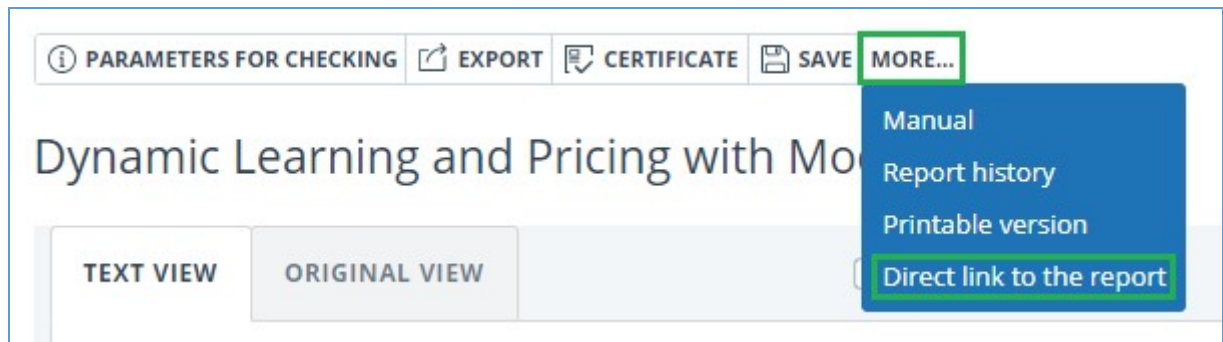 PARAMETERS FOR CHECKING EXPORT CERTIFICATE SAVE MORE...
Manual
Dynamic Learning and Pricing with Mo
Report history
Printable version
TEXT VIEW ORIGINAL VIEW
Direct link to the report